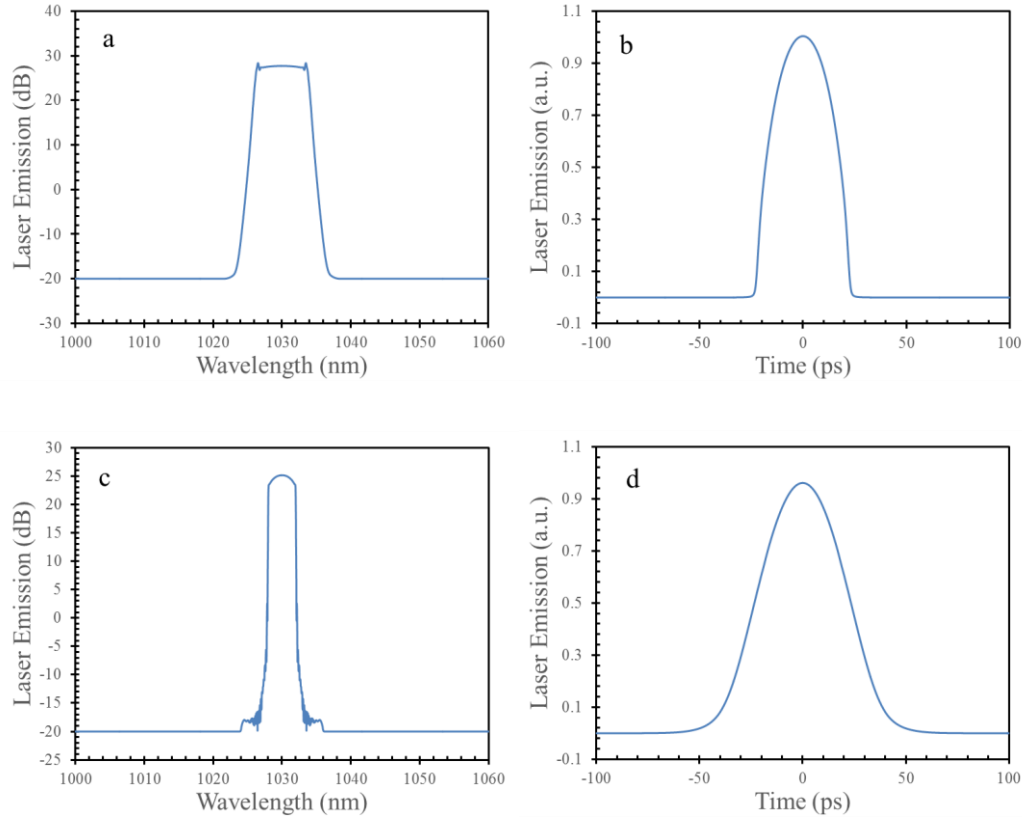 a
Laser Emission (dB)
40
30
20
10
0
-10
-20
-30
1000 1010 1020 1030 1040 1050 1060
Wavelength (nm)
b
Laser Emission (a.u.)
1.1
0.9
0.7
0.5
0.3
0.1
-0.1
-100 -50 0 50 100
Time (ps)
c
Laser Emission (dB)
30
25
20
15
10
5
0
-5
-10
-15
-20
-25
1000 1010 1020 1030 1040 1050 1060
Wavelength (nm)
d
Laser Emission (a.u.)
1.1
0.9
0.7
0.5
0.3
0.1
-0.1
-100 -50 0 50 100
Time (ps)